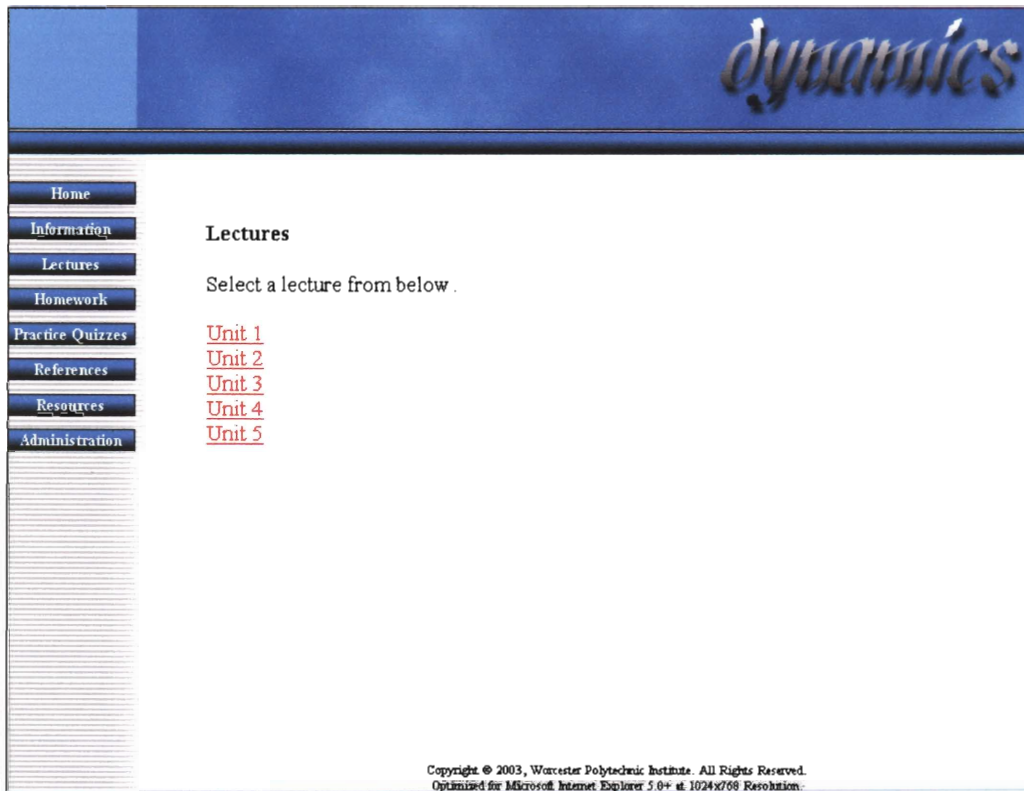 dynamics
Home
Information
Lectures
Homework
Practice Quizzes
References
Resources
Administration
Lectures
Select a lecture from below .
Unit 1
Unit 2
Unit 3
Unit 4
Unit 5
Copyright © 2003, Worcester Polytechnic Institute. All Rights Reserved.
Optimized for Microsoft Internet Explorer 5.0+ at 1024x768 Resolution.